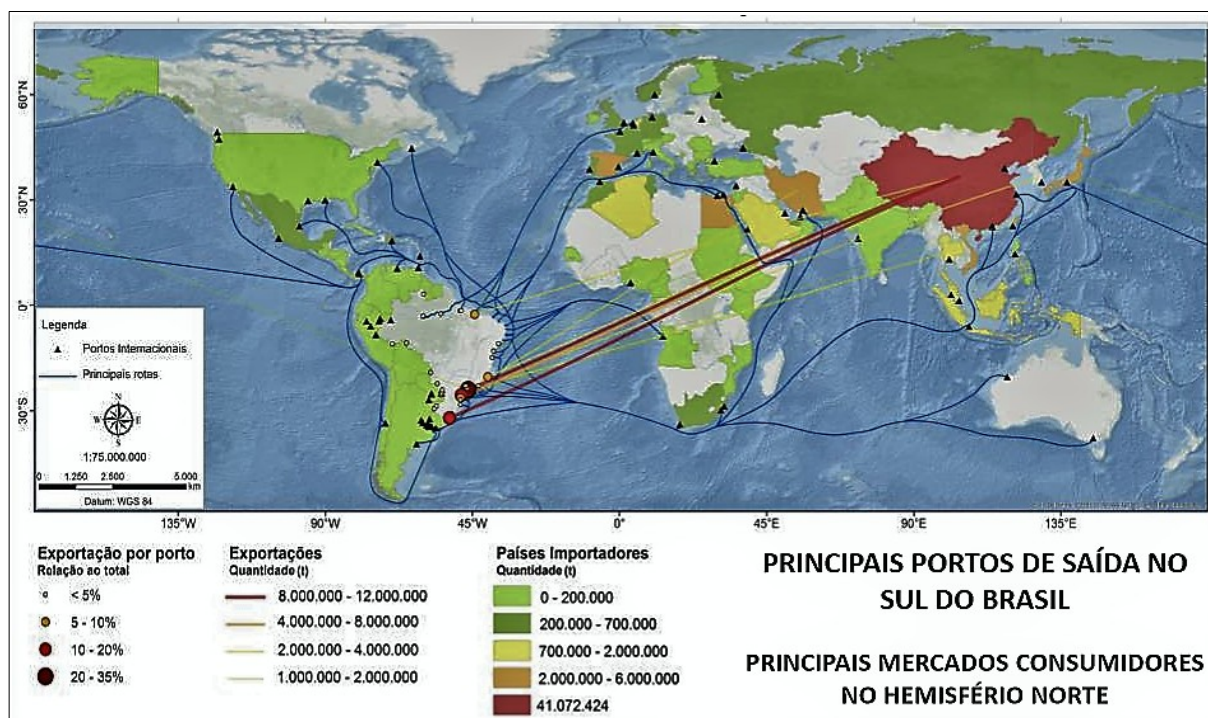 60°N
30°N
0°
30°S
Legenda
Portos Internacionais
Principais rotas
N
W E
S
1:75.000.000
0 1.250 2.500 5.000
km
Datum: WGS 84
135°W 90°W 45°W 0° 45°E 90°E 135°E
Exportação por porto
Relação ao total
< 5%
5 - 10%
10 - 20%
20 - 35%
Exportações
Quantidade (t)
8.000.000 - 12.000.000
4.000.000 - 8.000.000
2.000.000 - 4.000.000
1.000.000 - 2.000.000
Países Importadores
Quantidade (t)
0 - 200.000
200.000 - 700.000
700.000 - 2.000.000
2.000.000 - 6.000.000
41.072.424
PRINCIPAIS PORTOS DE SAÍDA NO
SUL DO BRASIL
PRINCIPAIS MERCADOS CONSUMIDORES
NO HEMISFÉRIO NORTE